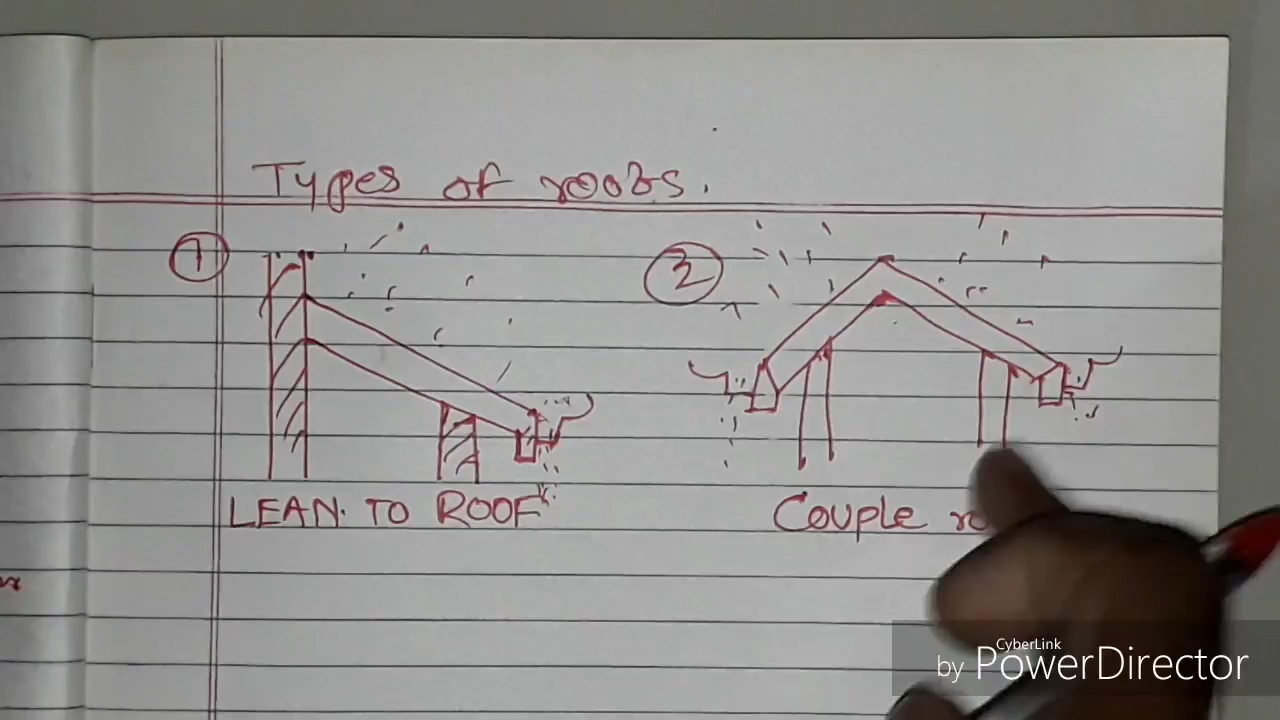 Types of roofs.
1
2
LEAN. TO ROOF
Couple
CyberLink
by PowerDirector